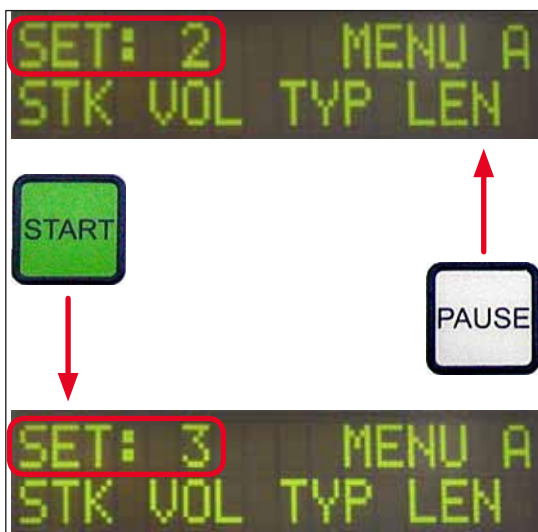 SET: 2 MENU A
STK VOL TYP LEN
START
PAUSE
SET: 3 MENU A
STK VOL TYP LEN